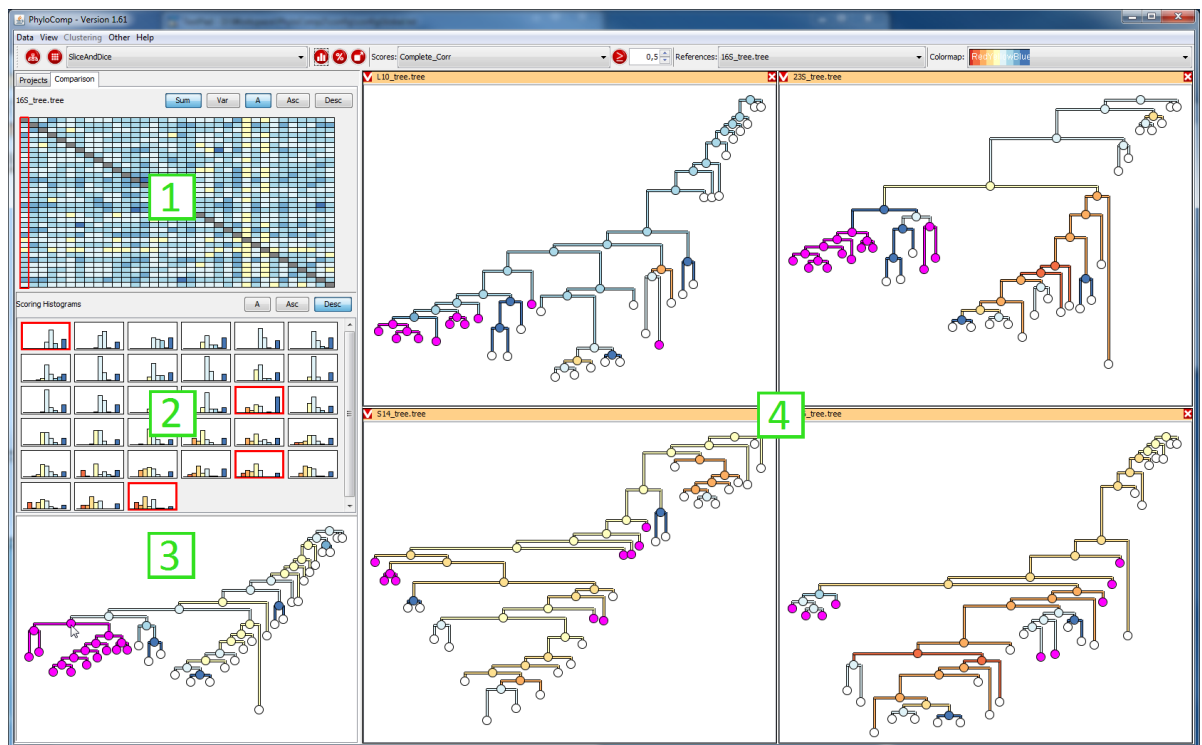 PhyloComp - Version 1.61
Data View Clustering Other Help
SliceAndDice
Scores: Complete_Corr
0,5
References: 16S_tree.tree
Colormap:
Projects Comparison
16S_tree.tree
Sum Var A Asc Desc
1
Scoring Histograms
A Asc Desc
2
3
L10_tree.tree
23S_tree.tree
4
S14_tree.tree
_tree.tree